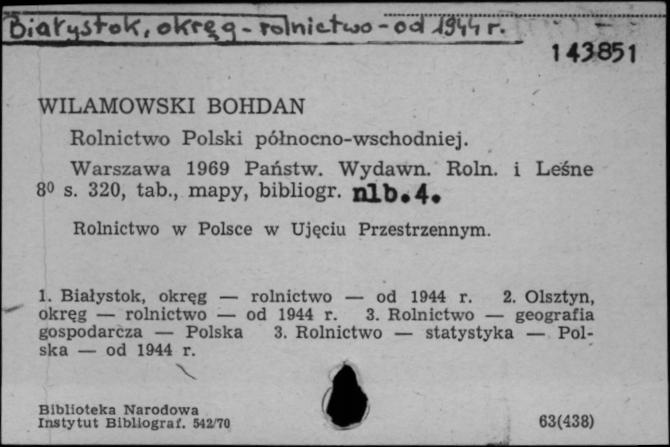 Białystok, okręg - rolnictwo - od 1944 r.
143851
WILAMOWSKI BOHDAN
Rolnictwo Polski północno-wschodniej.
Warszawa 1969 Państw. Wydawn. Roln. i Leśne
8⁰ s. 320, tab., mapy, bibliogr. nlb.4.
Rolnictwo w Polsce w Ujęciu Przestrzennym.
1. Białystok, okręg — rolnictwo — od 1944 r. 2. Olsztyn,
okręg — rolnictwo — od 1944 r. 3. Rolnictwo — geografia
gospodarcza — Polska 3. Rolnictwo — statystyka — Pol-
ska — od 1944 r.
Biblioteka Narodowa
Instytut Bibliograf. 542/70
63(438)